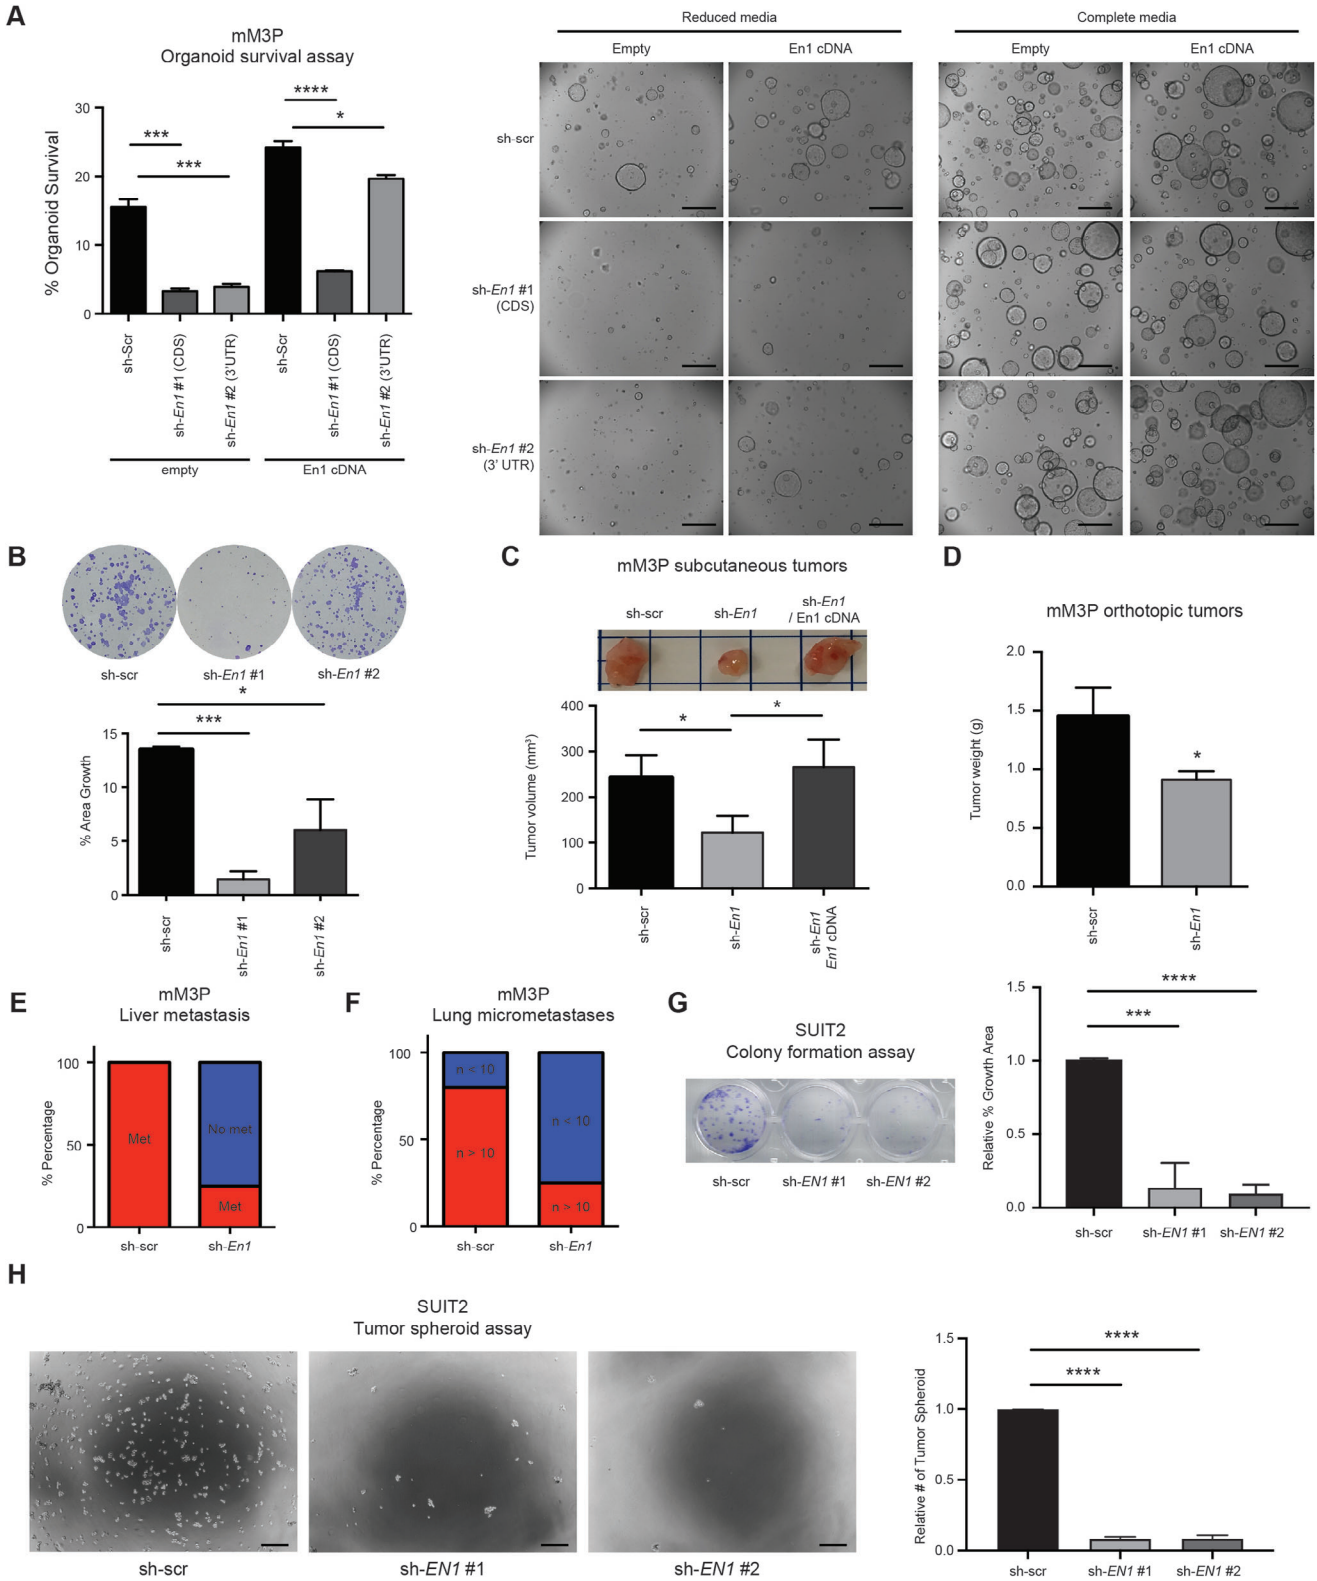 A
mM3P
Organoid survival assay
% Organoid Survival
30
20
10
0
***
***
****
*
sh-Scr
sh-En1 #1 (CDS)
sh-En1 #2 (3'UTR)
sh-Scr
sh-En1 #1 (CDS)
sh-En1 #2 (3'UTR)
empty
En1 cDNA
Reduced media
Complete media
Empty
En1 cDNA
Empty
En1 cDNA
sh-scr
sh-En1 #1
(CDS)
sh-En1 #2
(3' UTR)
B
sh-scr
sh-En1 #1
sh-En1 #2
*
***
% Area Growth
15
10
5
0
sh-scr
sh-En1 #1
sh-En1 #2
C
mM3P subcutaneous tumors
sh-scr
sh-En1
sh-En1
/ En1 cDNA
Tumor volume (mm³)
400
300
200
100
0
*
*
sh-scr
sh-En1
sh-En1
En1 cDNA
D
mM3P orthotopic tumors
Tumor weight (g)
2.0
1.5
1.0
0.5
0.0
*
sh-scr
sh-En1
E
mM3P
Liver metastasis
% Percentage
100
50
0
Met
No met
Met
sh-scr
sh-En1
F
mM3P
Lung micrometastases
% Percentage
100
50
0
n < 10
n > 10
n < 10
n > 10
sh-scr
sh-En1
G
SUIT2
Colony formation assay
sh-scr
sh-EN1 #1
sh-EN1 #2
Relative % Growth Area
1.5
1.0
0.5
0.0
****
***
sh-scr
sh-EN1 #1
sh-EN1 #2
H
SUIT2
Tumor spheroid assay
sh-scr
sh-EN1 #1
sh-EN1 #2
Relative # of Tumor Spheroid
1.5
1.0
0.5
0.0
****
****
sh-scr
sh-EN1 #1
sh-EN1 #2